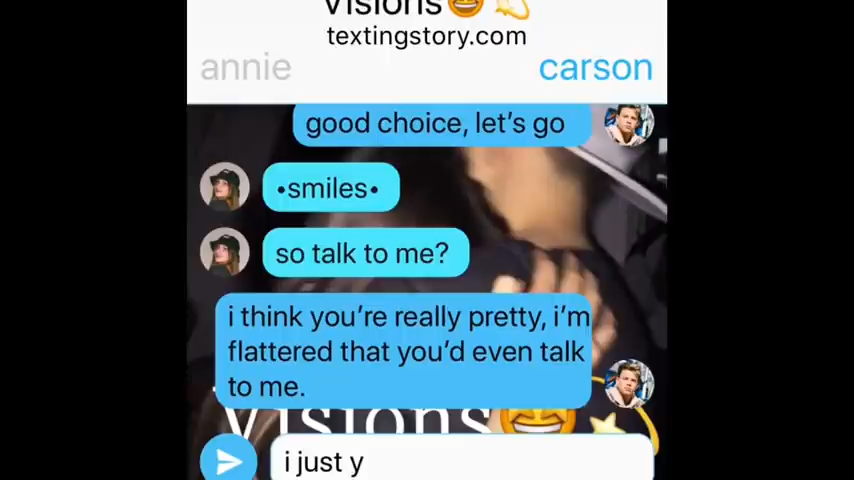 Visions🤩💫
textingstory.com
annie carson
good choice, let's go
•smiles•
so talk to me?
i think you're really pretty, i'm
flattered that you'd even talk
to me.
Visions🤩💫
i just y